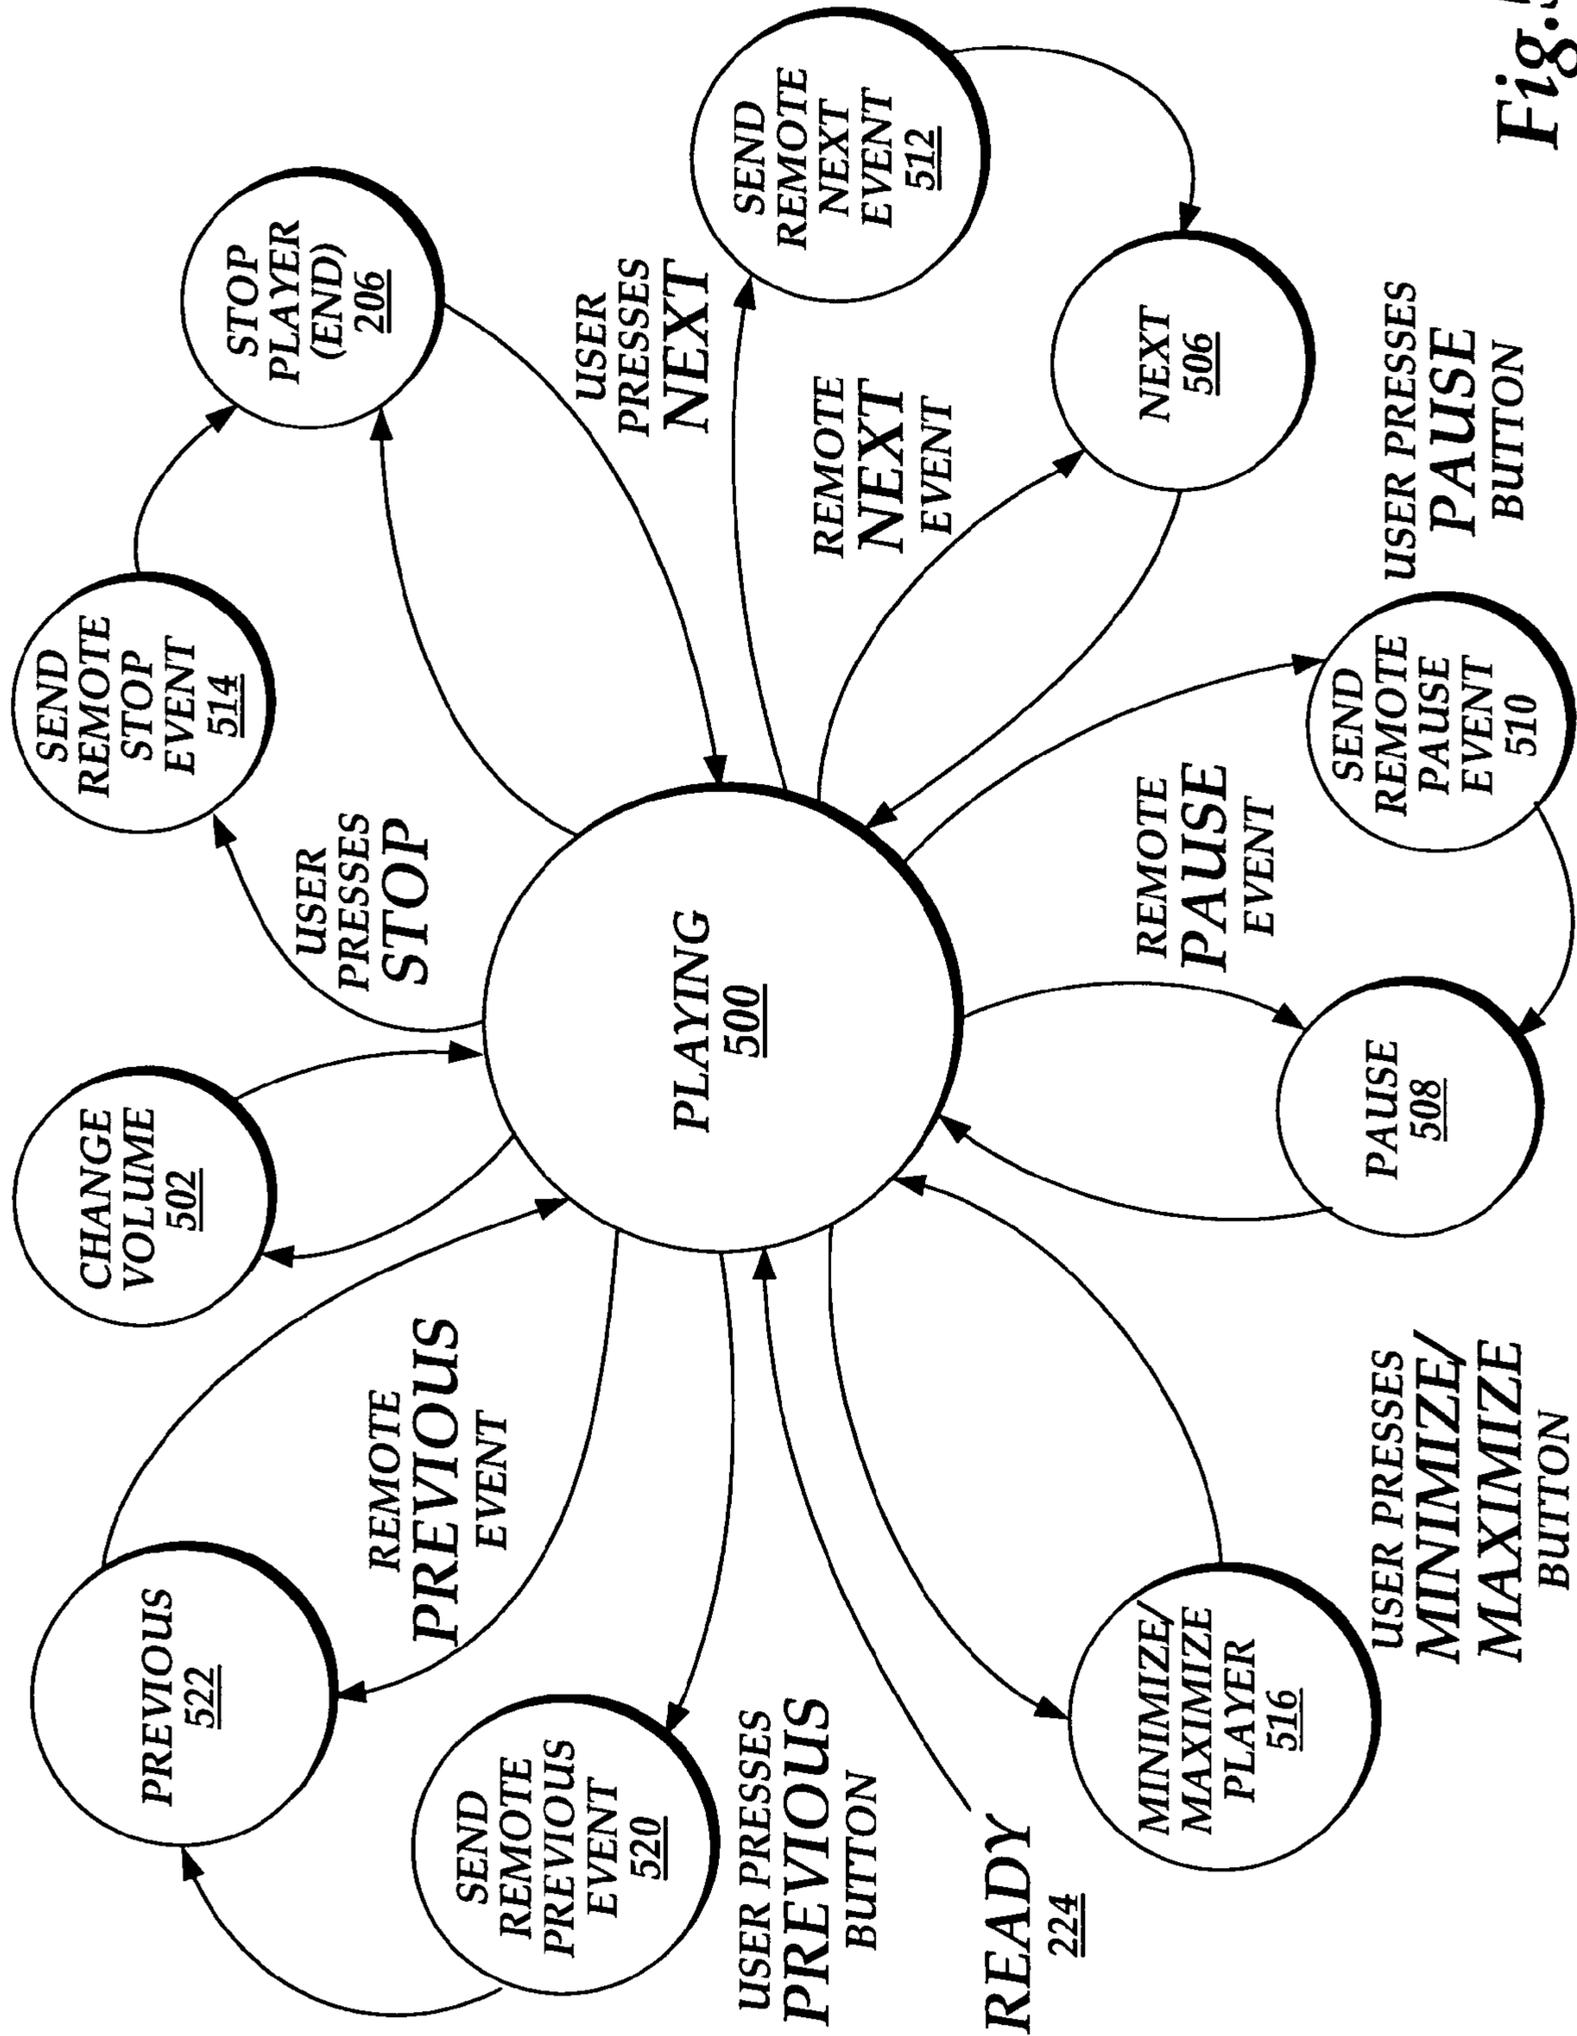 PREVIOUS
522
CHANGE
VOLUME
502
SEND
REMOTE
STOP
EVENT
514
STOP
PLAYER
(END)
206
USER
PRESSES
STOP
REMOTE
PREVIOUS
EVENT
USER
PRESSES
NEXT
SEND
REMOTE
PREVIOUS
EVENT
520
PLAYING
500
SEND
REMOTE
NEXT
EVENT
512
USER PRESSES
PREVIOUS
BUTTON
REMOTE
NEXT
EVENT
READY
224
NEXT
506
MINIMIZE/
MAXIMIZE
PLAYER
516
REMOTE
PAUSE
EVENT
PAUSE
508
SEND
REMOTE
PAUSE
EVENT
510
USER PRESSES
PAUSE
BUTTON
USER PRESSES
MINIMIZE/
MAXIMIZE
BUTTON
Fig.